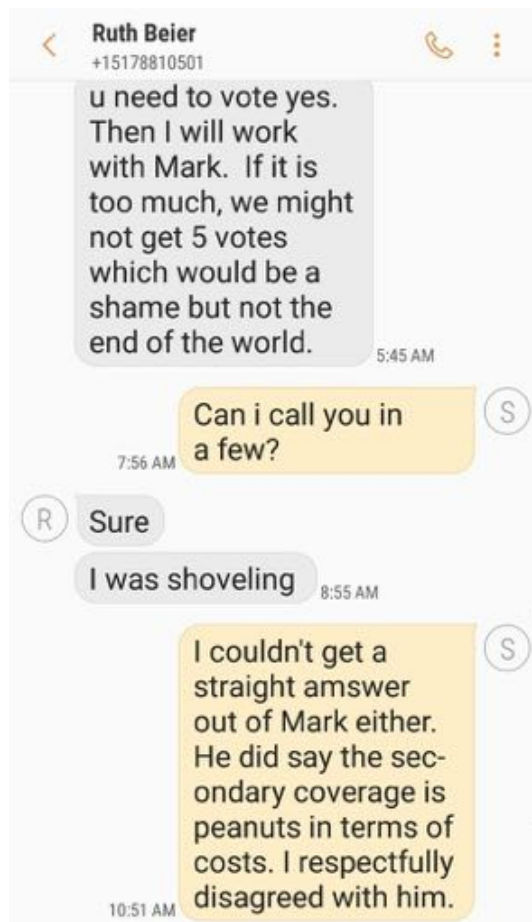 Ruth Beier
+15178810501
u need to vote yes.
Then I will work
with Mark.  If it is
too much, we might
not get 5 votes
which would be a
shame but not the
end of the world.
5:45 AM
Can i call you in
a few?
S
7:56 AM
R
Sure
I was shoveling
8:55 AM
I couldn't get a
straight amswer
out of Mark either.
He did say the sec-
ondary coverage is
peanuts in terms of
costs. I respectfully
disagreed with him.
S
10:51 AM